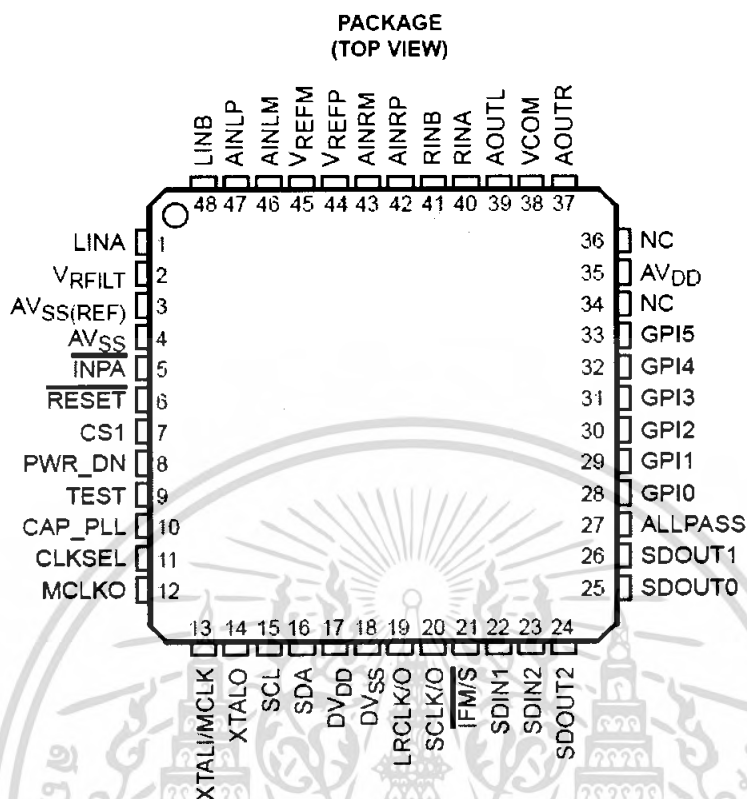 PACKAGE
(TOP VIEW)
LINB AINLP AINLM VREFM VREFP AINRM AINRP RINB RINA AOUTL VCOM AOUTR
48 47 46 45 44 43 42 41 40 39 38 37
LINA 1 36 NC
VRFILT 2 35 AVDD
AVSS(REF) 3 34 NC
AVSS 4 33 GPI5
INPA 5 32 GPI4
RESET 6 31 GPI3
CS1 7 30 GPI2
PWR_DN 8 29 GPI1
TEST 9 28 GPI0
CAP_PLL 10 27 ALLPASS
CLKSEL 11 26 SDOUT1
MCLKO 12 25 SDOUT0
13 14 15 16 17 18 19 20 21 22 23 24
XTALI/MCLK XTALO SCL SDA DVDD DVSS LRCLK/O SCLK/O IFM/S SDIN1 SDIN2 SDOUT2